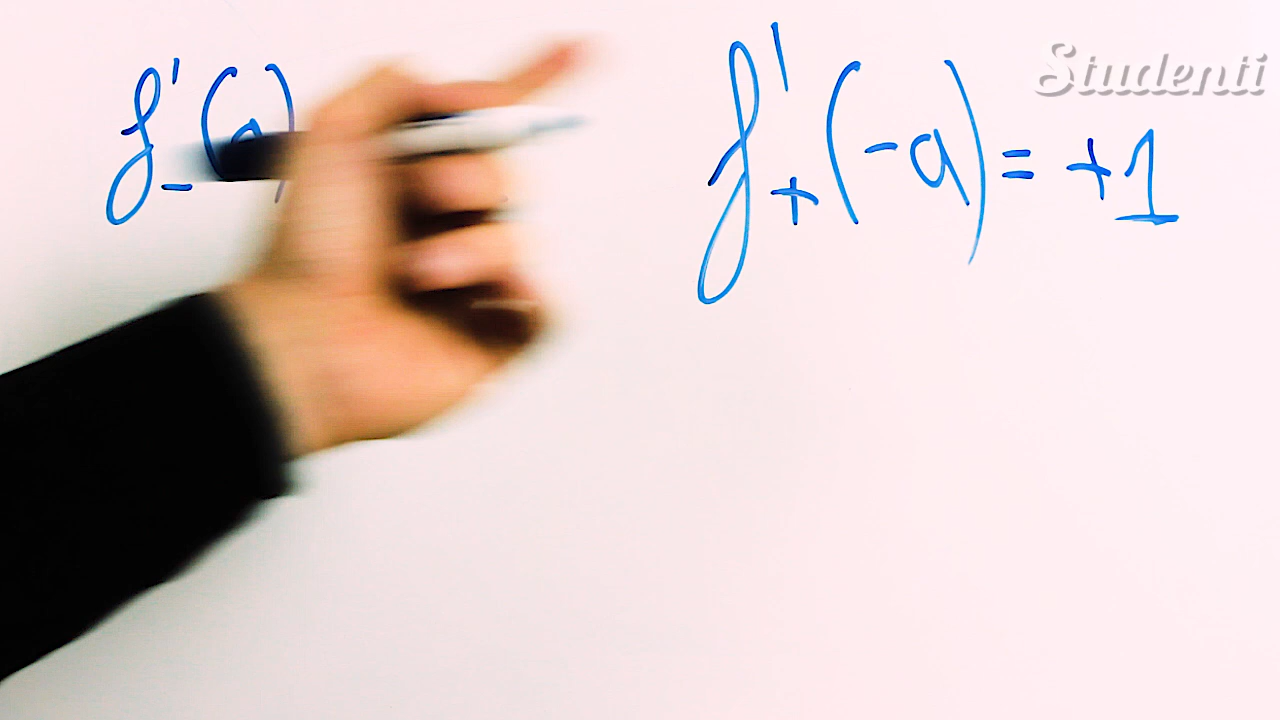 f'₋(a) f'₊(-a) = +1
Studenti